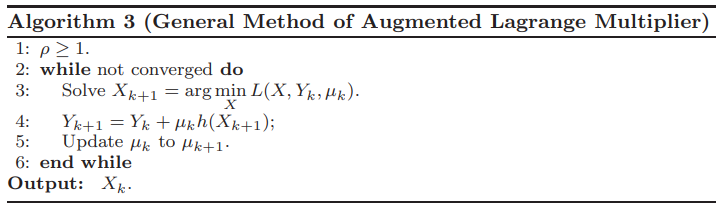 Algorithm 3 (General Method of Augmented Lagrange Multiplier)
1: ρ ≥ 1.
2: while not converged do
3: Solve X_{k+1} = arg min_X L(X, Y_k, μ_k).
4: Y_{k+1} = Y_k + μ_k h(X_{k+1});
5: Update μ_k to μ_{k+1}.
6: end while
Output: X_k.